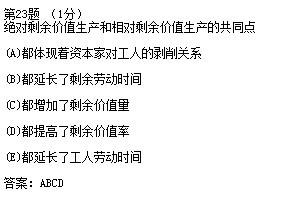 第23题 （1分）
绝对剩余价值生产和相对剩余价值生产的共同点
(A)都体现着资本家对工人的剥削关系
(B)都延长了剩余劳动时间
(C)都增加了剩余价值量
(D)都提高了剩余价值率
(E)都延长了工人劳动时间
答案：ABCD